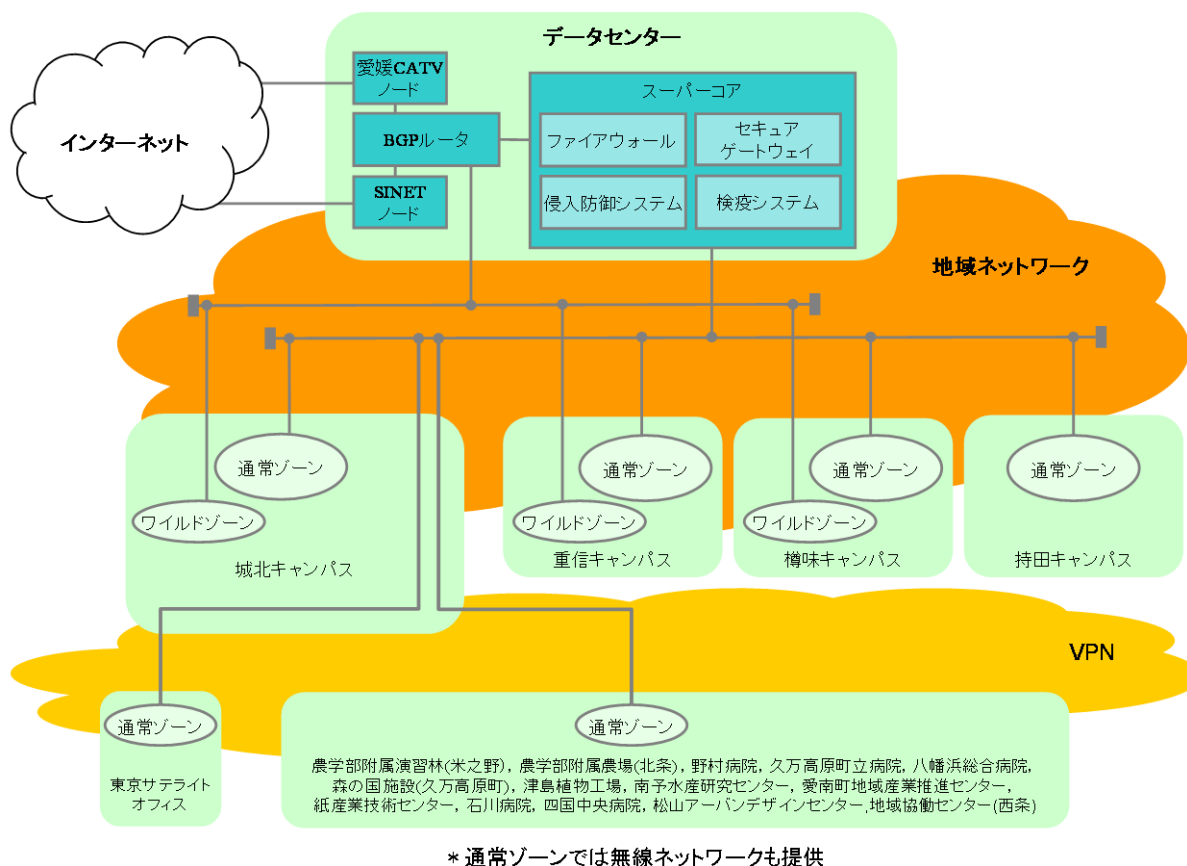 データセンター
愛媛CATV
ノード
スーパーコア
インターネット
BGPルータ
ファイアウォール
セキュア
ゲートウェイ
SINET
ノード
侵入防御システム
検疫システム
地域ネットワーク
通常ゾーン
通常ゾーン
通常ゾーン
通常ゾーン
ワイルドゾーン
ワイルドゾーン
ワイルドゾーン
城北キャンパス
重信キャンパス
樽味キャンパス
持田キャンパス
VPN
通常ゾーン
通常ゾーン
東京サテライト
オフィス
農学部附属演習林(米之野), 農学部附属農場(北条), 野村病院, 久万高原町立病院, 八幡浜総合病院,
森の国施設(久万高原町), 津島植物工場, 南予水産研究センター, 愛南町地域産業推進センター,
紙産業技術センター, 石川病院, 四国中央病院, 松山アーバンデザインセンター,地域協働センター(西条)
*通常ゾーンでは無線ネットワークも提供